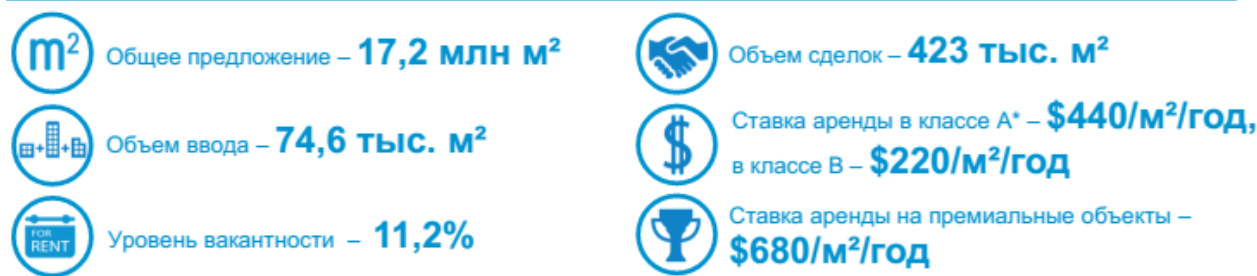 m²
Общее предложение – 17,2 млн м²
Объем ввода – 74,6 тыс. м²
FOR
RENT
Уровень вакантности – 11,2%
Объем сделок – 423 тыс. м²
$
Ставка аренды в классе А* – $440/м²/год,
в классе В – $220/м²/год
Ставка аренды на премиальные объекты –
$680/м²/год